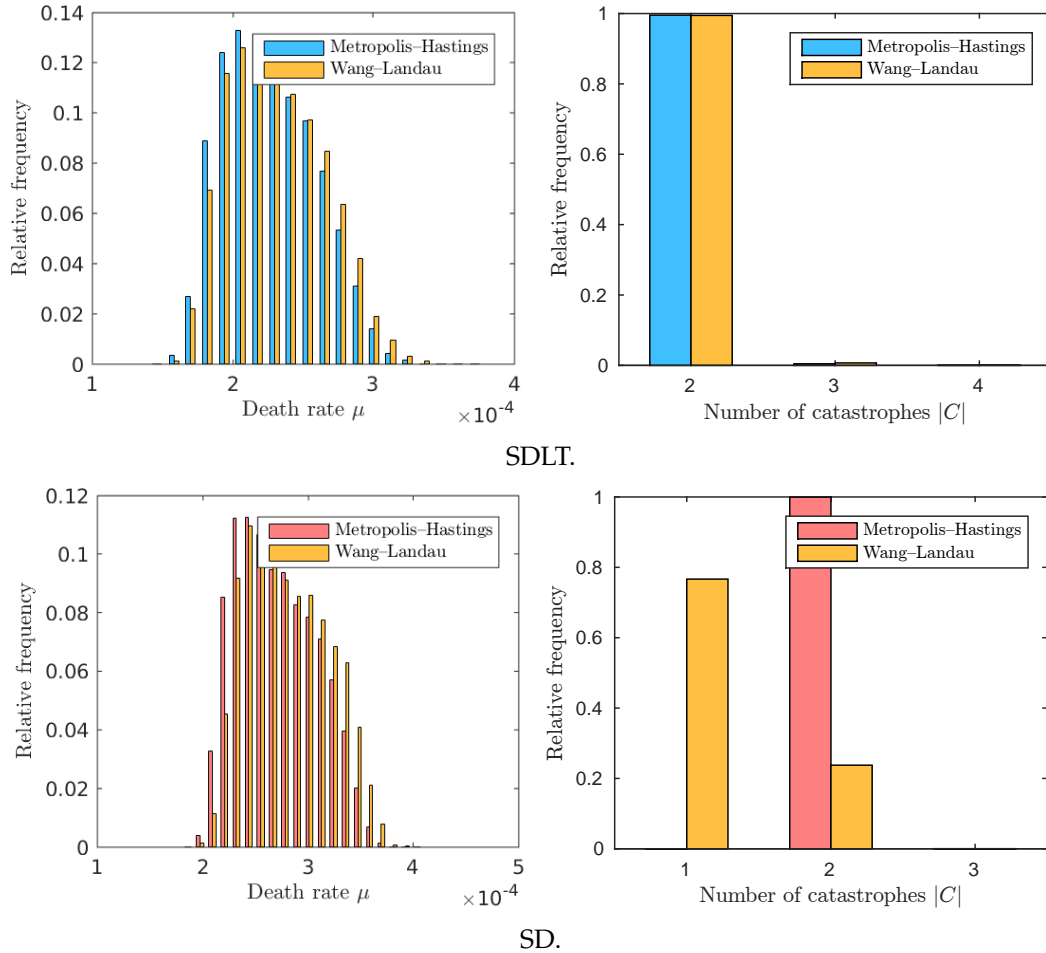 0.14
0.12
0.1
0.08
0.06
0.04
0.02
0
Relative frequency
Metropolis–Hastings
Wang–Landau
1 2 3 4
Death rate μ
×10⁻⁴
1
0.8
0.6
0.4
0.2
0
Relative frequency
Metropolis–Hastings
Wang–Landau
2 3 4
Number of catastrophes |C|
SDLT.
0.12
0.1
0.08
0.06
0.04
0.02
0
Relative frequency
Metropolis–Hastings
Wang–Landau
1 2 3 4 5
Death rate μ
×10⁻⁴
1
0.8
0.6
0.4
0.2
0
Relative frequency
Metropolis–Hastings
Wang–Landau
1 2 3
Number of catastrophes |C|
SD.